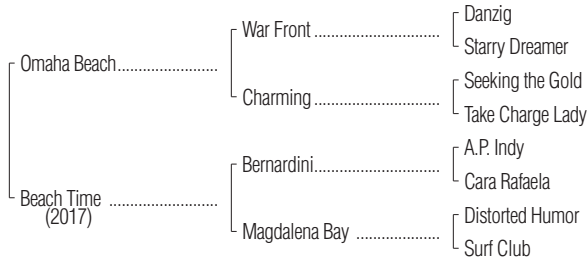 Danzig
War Front ....................................
Starry Dreamer
Omaha Beach..............................
Seeking the Gold
Charming ....................................
Take Charge Lady
A.P. Indy
Bernardini...................................
Cara Rafaela
Beach Time ................................
(2017)
Distorted Humor
Magdalena Bay ........................
Surf Club